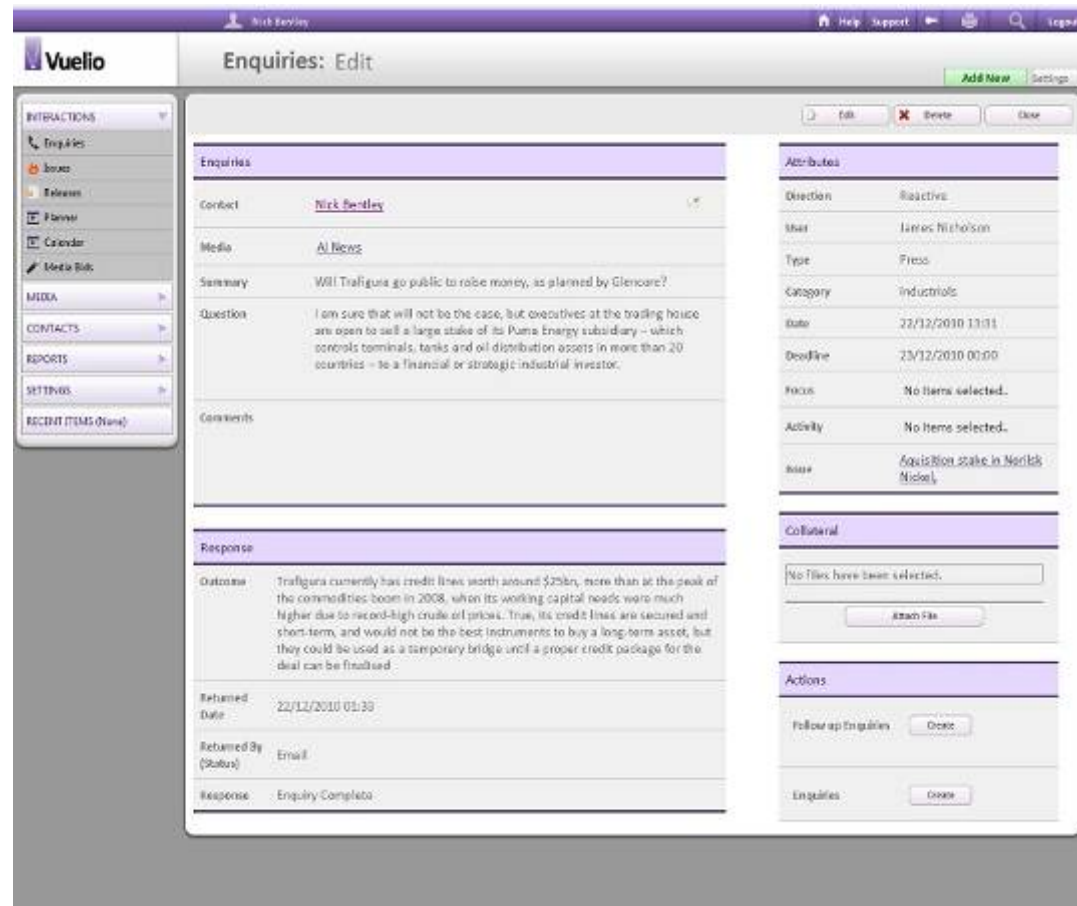 Nick Bentley
Help Support Logout
Vuelio
Enquiries: Edit
Add New Settings
INTERACTIONS
Enquiries
Issues
Releases
Planner
Calendar
Media Bids
MEDIA
CONTACTS
REPORTS
SETTINGS
RECENT ITEMS (None)
Edit Delete Close
Enquiries
Contact Nick Bentley
Media Al News
Summary Will Trafigura go public to raise money, as planned by Glencore?
Question I am sure that will not be the case, but executives at the trading house
are open to sell a large stake of its Puma Energy subsidiary – which
controls terminals, tanks and oil distribution assets in more than 20
countries – to a financial or strategic industrial investor.
Comments
Response
Outcome Trafigura currently has credit lines worth around $25bn, more than at the peak of
the commodities boom in 2008, when its working capital needs were much
higher due to record-high crude oil prices. True, its credit lines are secured and
short-term, and would not be the best instruments to buy a long-term asset, but
they could be used as a temporary bridge until a proper credit package for the
deal can be finalised
Returned
Date 22/12/2010 01:33
Returned By
(Status) Email
Response Enquiry Complete
Attributes
Direction Reactive
User James Nicholson
Type Press
Category Industrials
Date 22/12/2010 13:31
Deadline 23/12/2010 00:00
Focus No Items selected..
Activity No Items selected..
Issue Aquisition stake in Norilsk
Nickel,
Collateral
No files have been selected.
Attach File
Actions
Follow up Enquiries Create
Enquiries Create